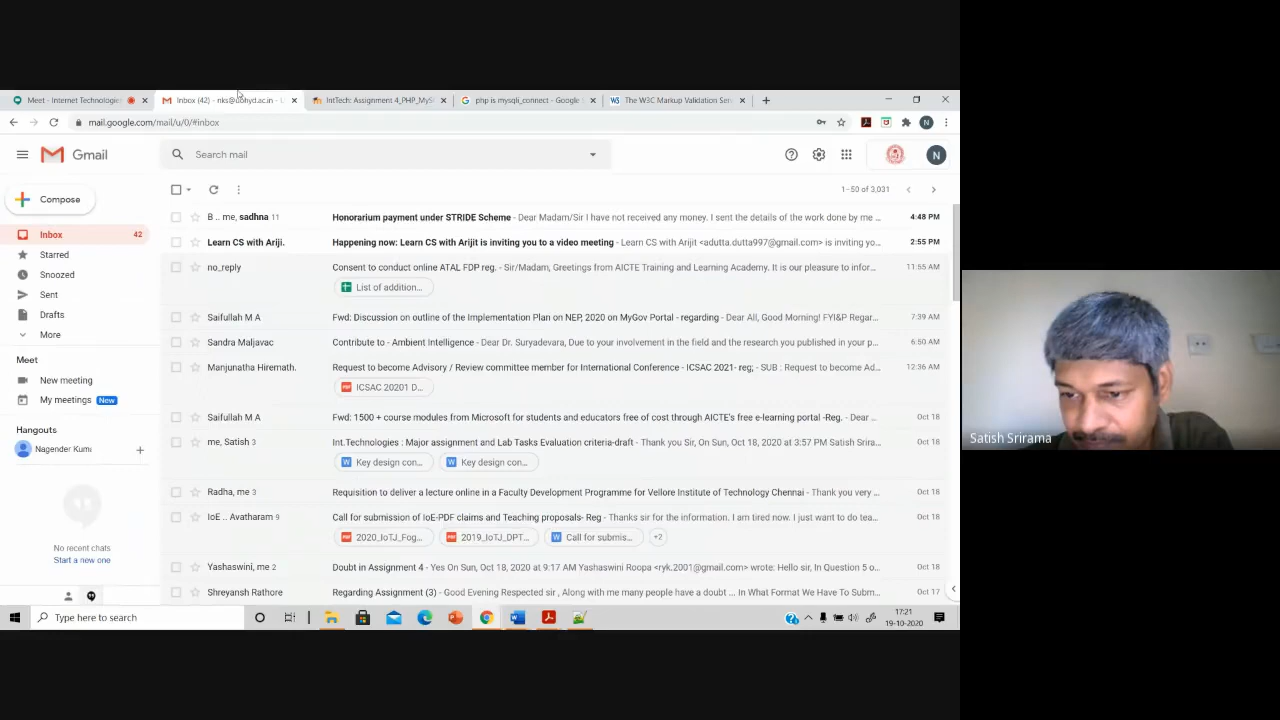 Meet - Internet Technologies
Inbox (42) - nks@uohyd.ac.in - U
IntTech: Assignment 4_PHP_MyS
php is mysqli_connect - Google S
The W3C Markup Validation Ser
mail.google.com/mail/u/0/#inbox
Gmail
Search mail
N
Compose
1–50 of 3,031
Inbox 42
Starred
Snoozed
Sent
Drafts
More
Meet
New meeting
My meetings New
Hangouts
Nagender Kuma
No recent chats
Start a new one
B .. me, sadhna 11 Honorarium payment under STRIDE Scheme - Dear Madam/Sir I have not received any money. I sent the details of the work done by me ... 4:48 PM
Learn CS with Ariji. Happening now: Learn CS with Arijit is inviting you to a video meeting - Learn CS with Arijit <adutta.dutta997@gmail.com> is inviting yo... 2:55 PM
no_reply Consent to conduct online ATAL FDP reg. - Sir/Madam, Greetings from AICTE Training and Learning Academy. It is our pleasure to infor... 11:55 AM
List of addition...
Saifullah M A Fwd: Discussion on outline of the Implementation Plan on NEP, 2020 on MyGov Portal - regarding - Dear All, Good Morning! FYI&P Regar... 7:39 AM
Sandra Maljavac Contribute to - Ambient Intelligence - Dear Dr. Suryadevara, Due to your involvement in the field and the research you published in your p... 6:50 AM
Manjunatha Hiremath. Request to become Advisory / Review committee member for International Conference - ICSAC 2021- reg; - SUB : Request to become Ad... 12:36 AM
ICSAC 20201 D...
Saifullah M A Fwd: 1500 + course modules from Microsoft for students and educators free of cost through AICTE's free e-learning portal -Reg. - Dear ... Oct 18
me, Satish 3 Int.Technologies : Major assignment and Lab Tasks Evaluation criteria-draft - Thank you Sir, On Sun, Oct 18, 2020 at 3:57 PM Satish Srirama... Oct 18
Key design con... Key design con...
Radha, me 3 Requisition to deliver a lecture online in a Faculty Development Programme for Vellore Institute of Technology Chennai - Thank you very ... Oct 18
IoE .. Avatharam 9 Call for submission of IoE-PDF claims and Teaching proposals- Reg - Thanks sir for the information. I am tired now. I just want to do tea... Oct 18
2020_IoTJ_Fog... 2019_IoTJ_DPT... Call for submis... +2
Yashaswini, me 2 Doubt in Assignment 4 - Yes On Sun, Oct 18, 2020 at 9:17 AM Yashaswini Roopa <ryk.2001@gmail.com> wrote: Hello sir, In Question 5 o... Oct 18
Shreyansh Rathore Regarding Assignment (3) - Good Evening Respected sir , Along with me many people have a doubt ... In What Format We Have To Subm... Oct 17
Type here to search
17:21
19-10-2020
Satish Srirama